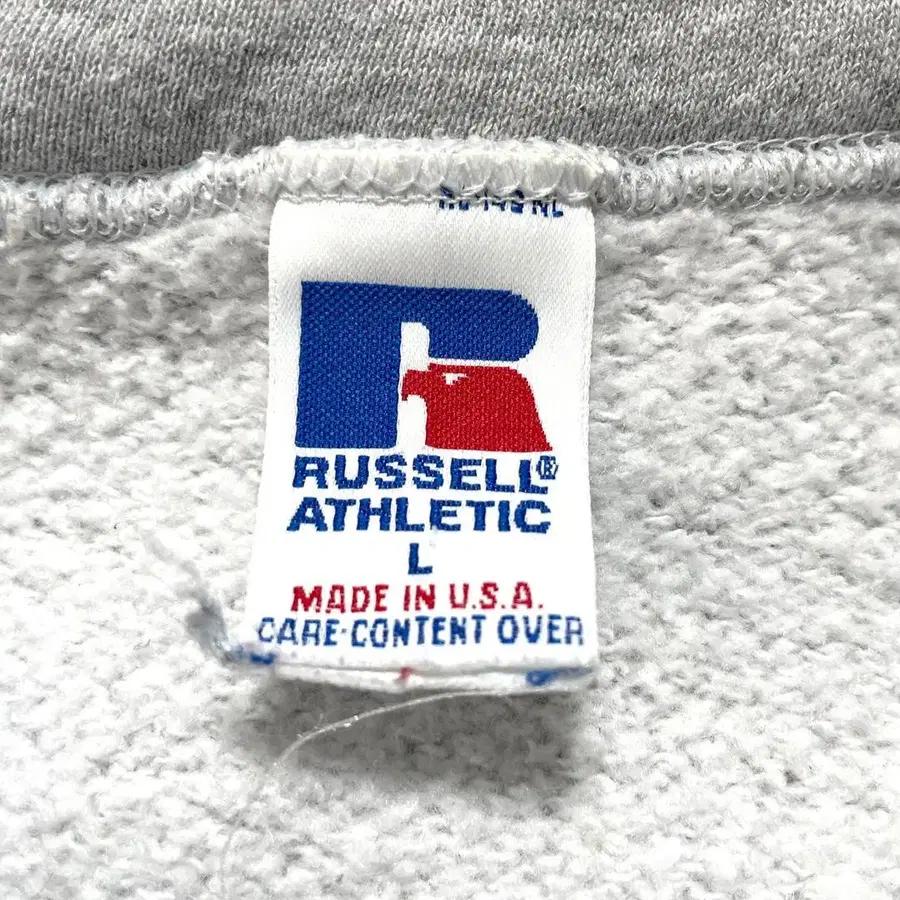 RUSSELL®
ATHLETIC
L
MADE IN U.S.A.
CARE·CONTENT OVER